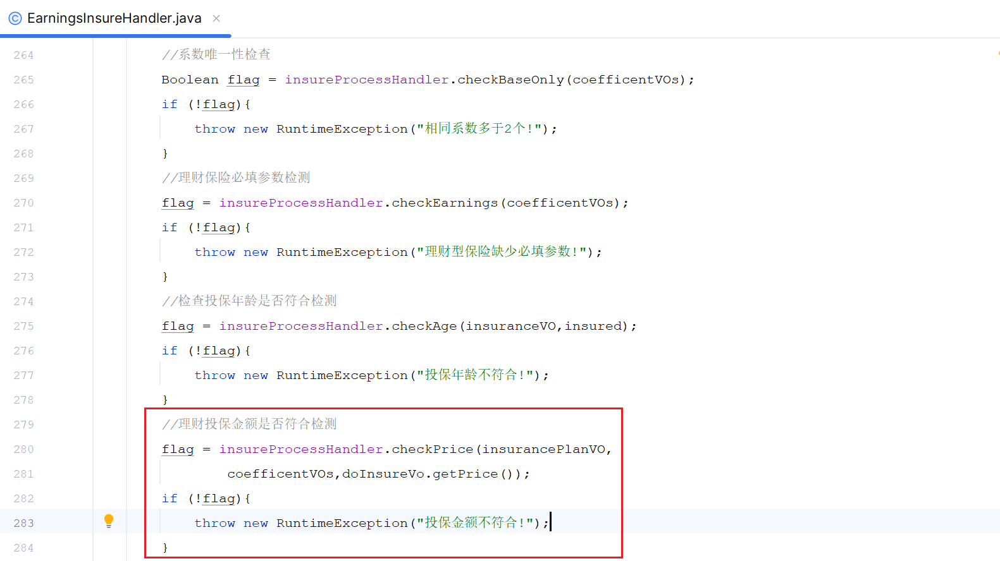 EarningsInsureHandler.java
264 //系数唯一性检查
265 Boolean flag = insureProcessHandler.checkBaseOnly(coefficentVOs);
266 if (!flag){
267 throw new RuntimeException("相同系数多于2个!");
268 }
269 //理财保险必填参数检测
270 flag = insureProcessHandler.checkEarnings(coefficentVOs);
271 if (!flag){
272 throw new RuntimeException("理财型保险缺少必填参数!");
273 }
274 //检查投保年龄是否符合检测
275 flag = insureProcessHandler.checkAge(insuranceVO,insured);
276 if (!flag){
277 throw new RuntimeException("投保年龄不符合!");
278 }
279 //理财投保金额是否符合检测
280 flag = insureProcessHandler.checkPrice(insurancePlanVO,
281 coefficentVOs,doInsureVo.getPrice());
282 if (!flag){
283 throw new RuntimeException("投保金额不符合!");
284 }